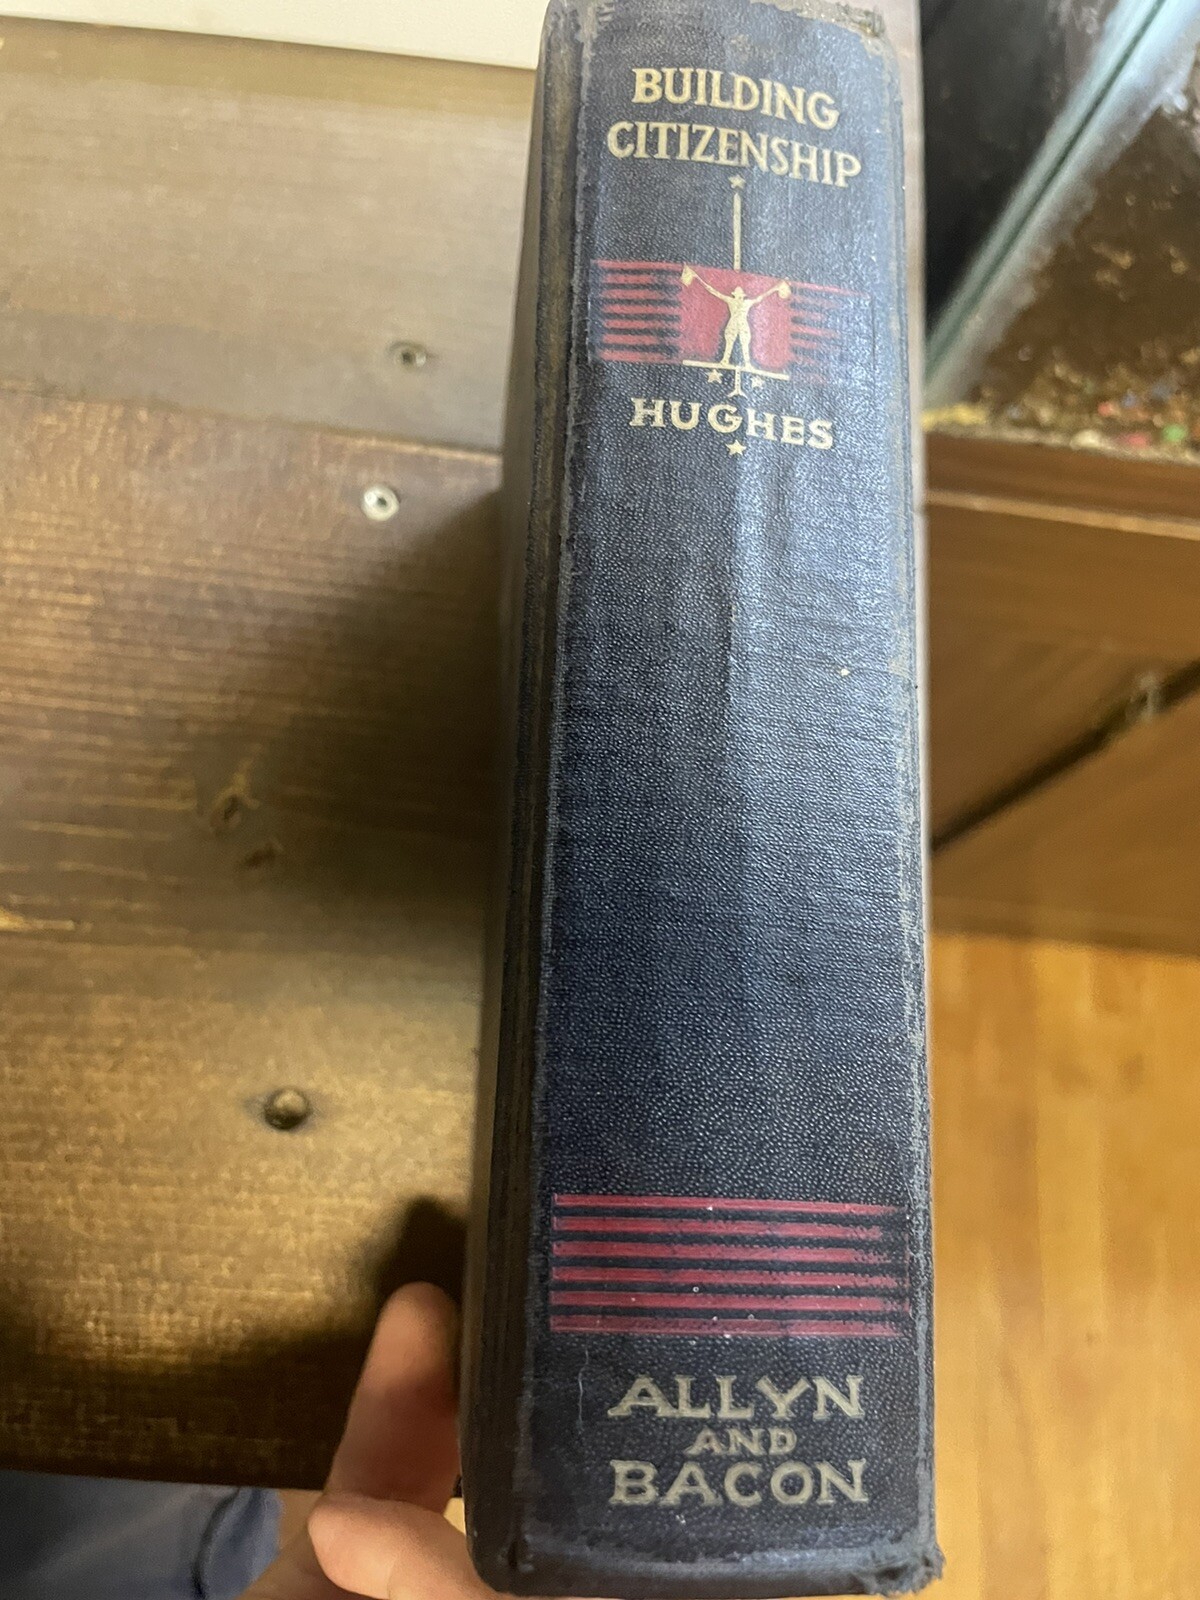 BUILDING
CITIZENSHIP
HUGHES
ALLYN
AND
BACON